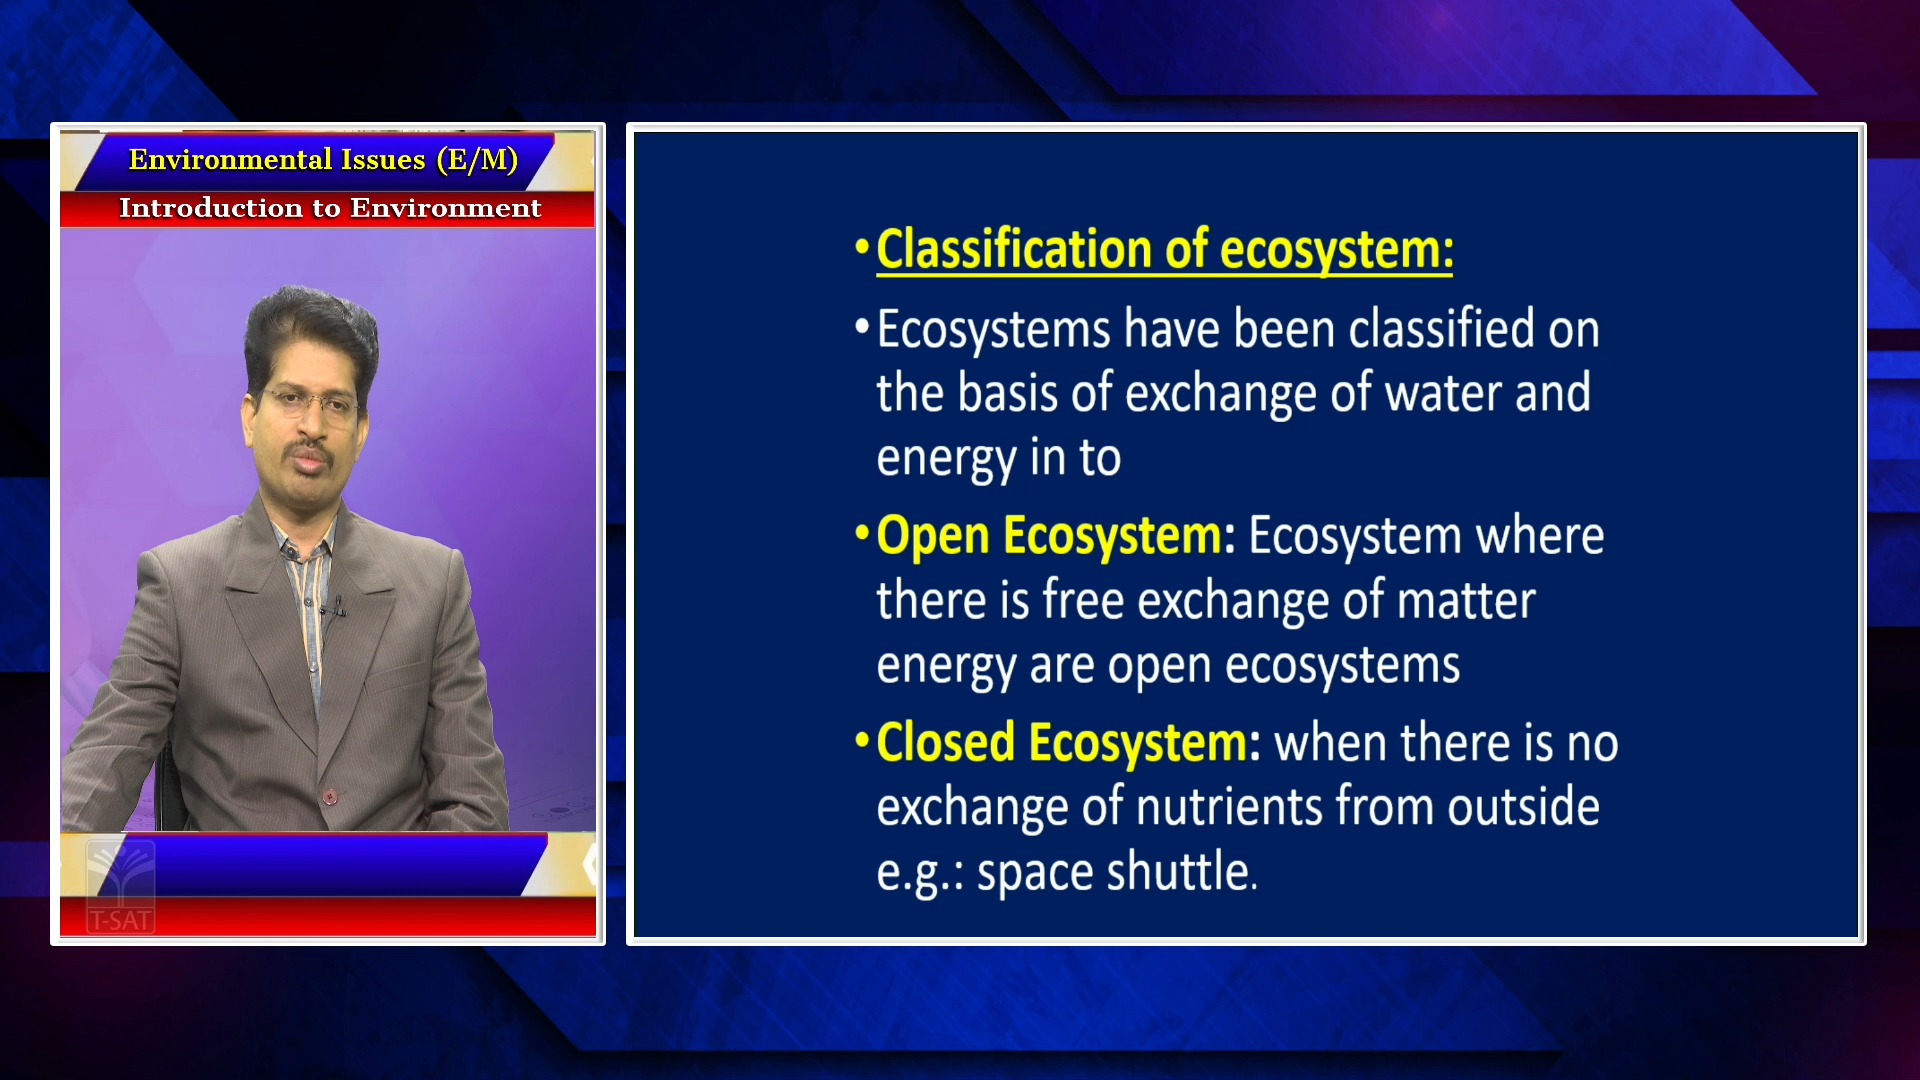 Environmental Issues (E/M)
Introduction to Environment
•Classification of ecosystem:
•Ecosystems have been classified on
the basis of exchange of water and
energy in to
•Open Ecosystem: Ecosystem where
there is free exchange of matter
energy are open ecosystems
•Closed Ecosystem: when there is no
exchange of nutrients from outside
e.g.: space shuttle.
T-SAT